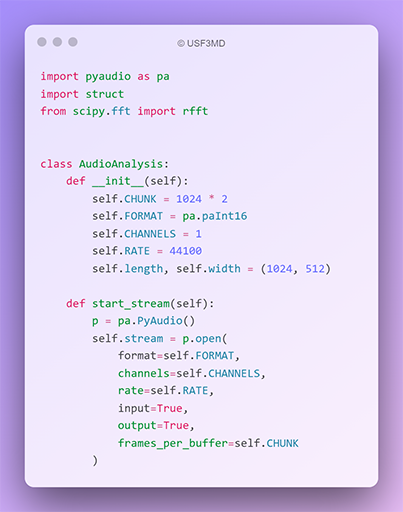 © USF3MD
import pyaudio as pa
import struct
from scipy.fft import rfft
class AudioAnalysis:
    def __init__(self):
        self.CHUNK = 1024 * 2
        self.FORMAT = pa.paInt16
        self.CHANNELS = 1
        self.RATE = 44100
        self.length, self.width = (1024, 512)
    def start_stream(self):
        p = pa.PyAudio()
        self.stream = p.open(
            format=self.FORMAT,
            channels=self.CHANNELS,
            rate=self.RATE,
            input=True,
            output=True,
            frames_per_buffer=self.CHUNK
        )